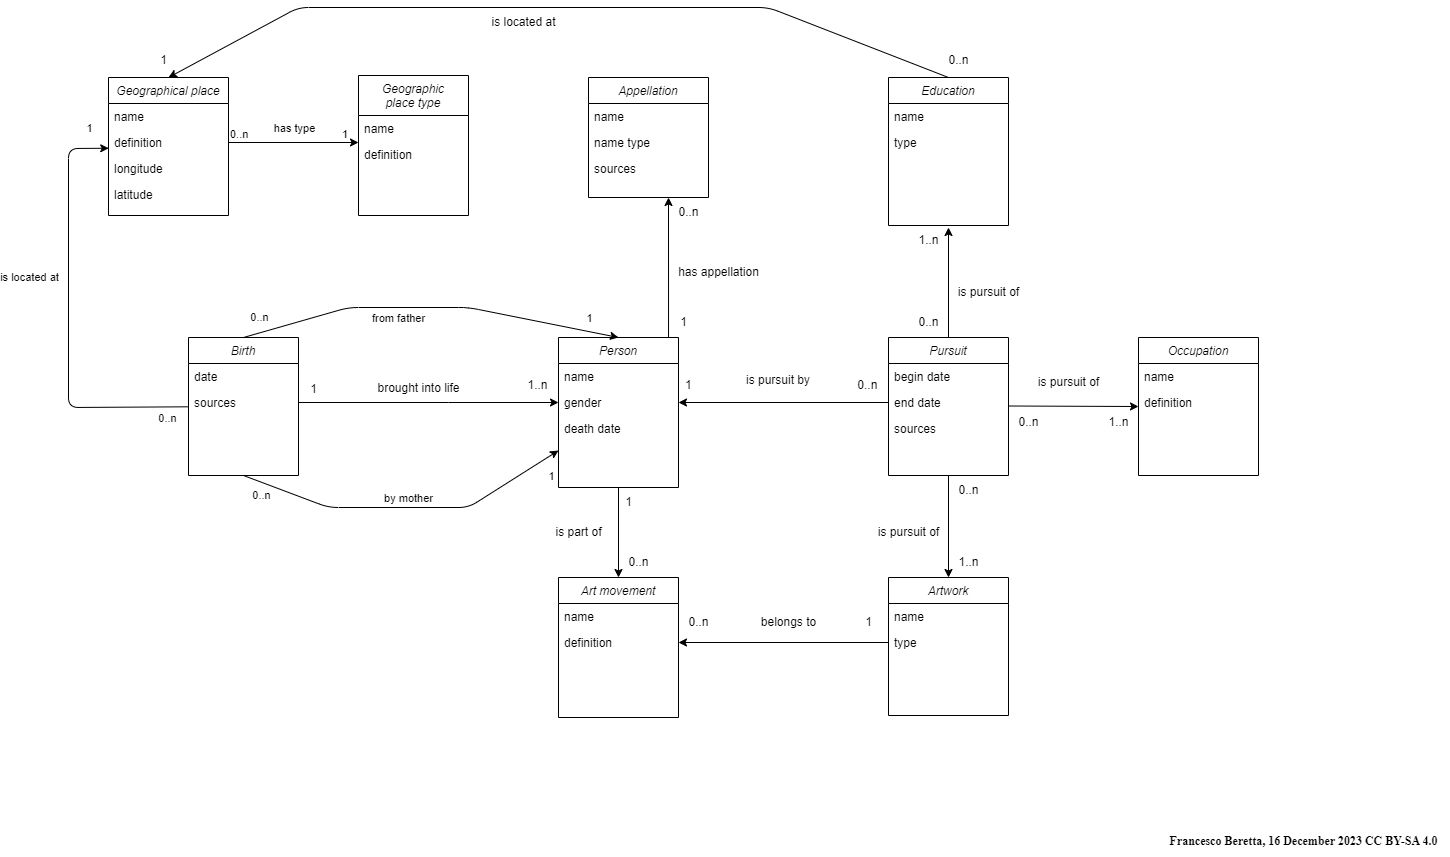 is located at
1
0..n
Geographical place
name
definition
longitude
latitude
Geographic
place type
name
definition
Appellation
name
name type
sources
Education
name
type
1
0..n
has type
1
0..n
has appellation
1
1..n
is pursuit of
0..n
is located at
0..n
0..n
from father
1
Birth
date
sources
1
brought into life
1..n
Person
name
gender
death date
1
is pursuit by
0..n
Pursuit
begin date
end date
sources
is pursuit of
0..n
1..n
Occupation
name
definition
0..n
by mother
1
1
is part of
0..n
0..n
is pursuit of
1..n
Art movement
name
definition
0..n
belongs to
1
Artwork
name
type
Francesco Beretta, 16 December 2023 CC BY-SA 4.0